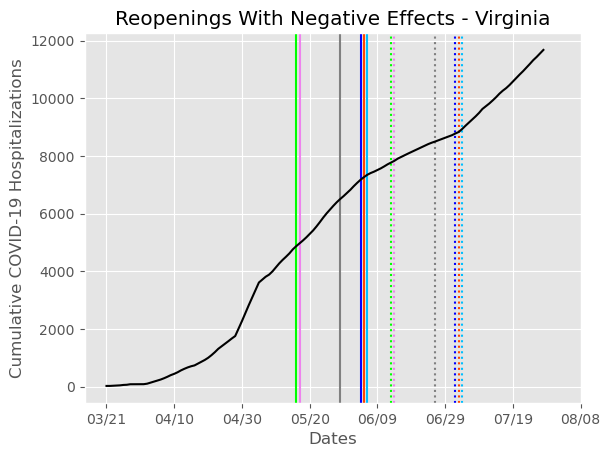 Reopenings With Negative Effects - Virginia
Cumulative COVID-19 Hospitalizations
12000
10000
8000
6000
4000
2000
0
03/21 04/10 04/30 05/20 06/09 06/29 07/19 08/08
Dates